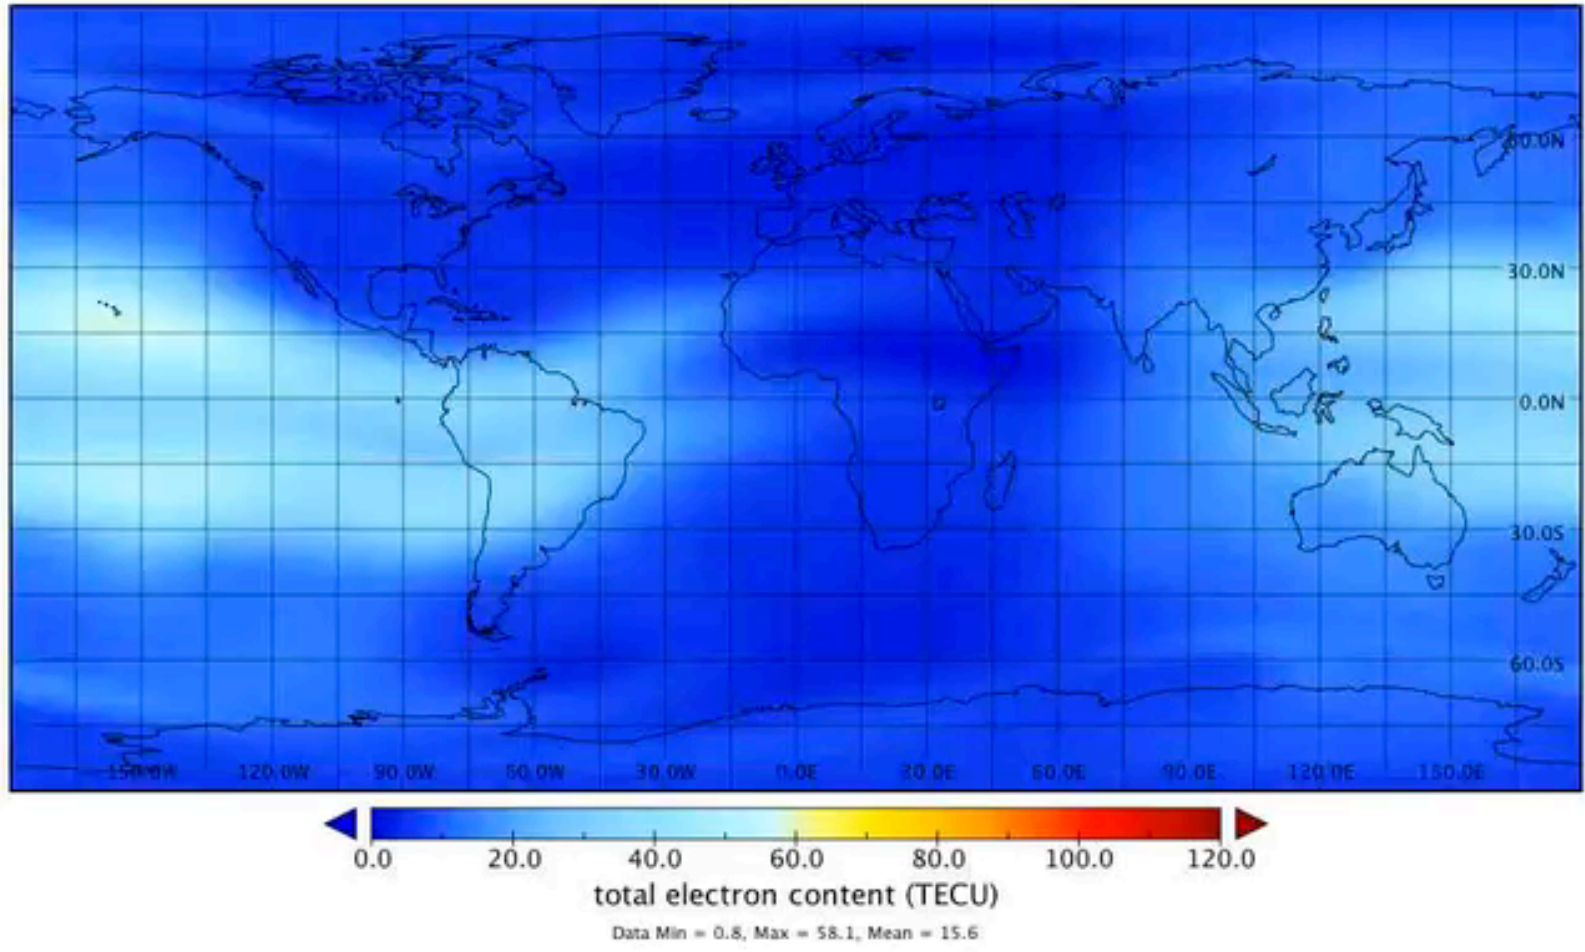 60.0N
30.0N
0.0N
30.0S
60.0S
150.0W 120.0W 90.0W 60.0W 30.0W 0.0E 30.0E 60.0E 90.0E 120.0E 150.0E
0.0 20.0 40.0 60.0 80.0 100.0 120.0
total electron content (TECU)
Data Min = 0.8, Max = 58.1, Mean = 15.6